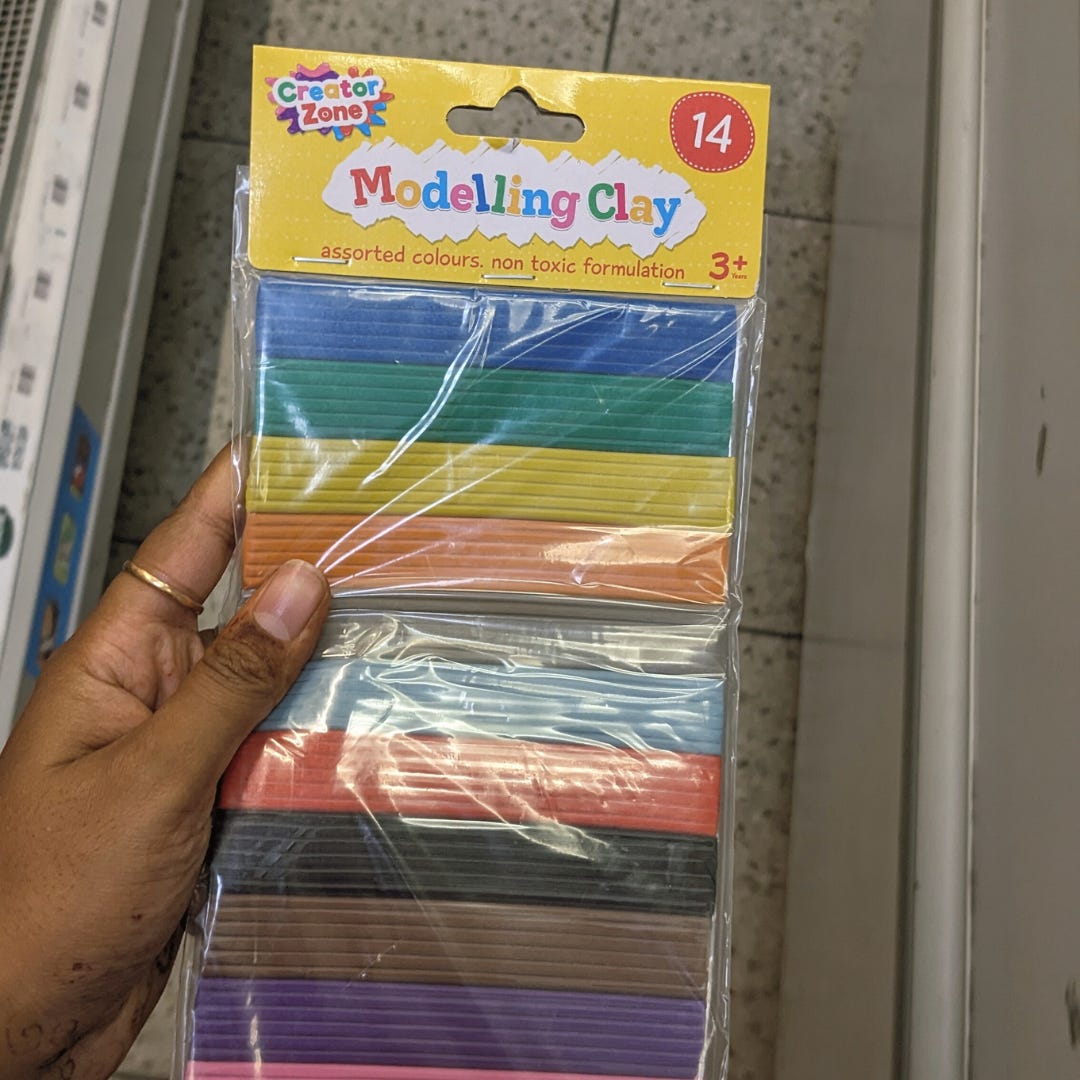 Creator
Zone
14
Modelling Clay
assorted colours. non toxic formulation
3+
Years